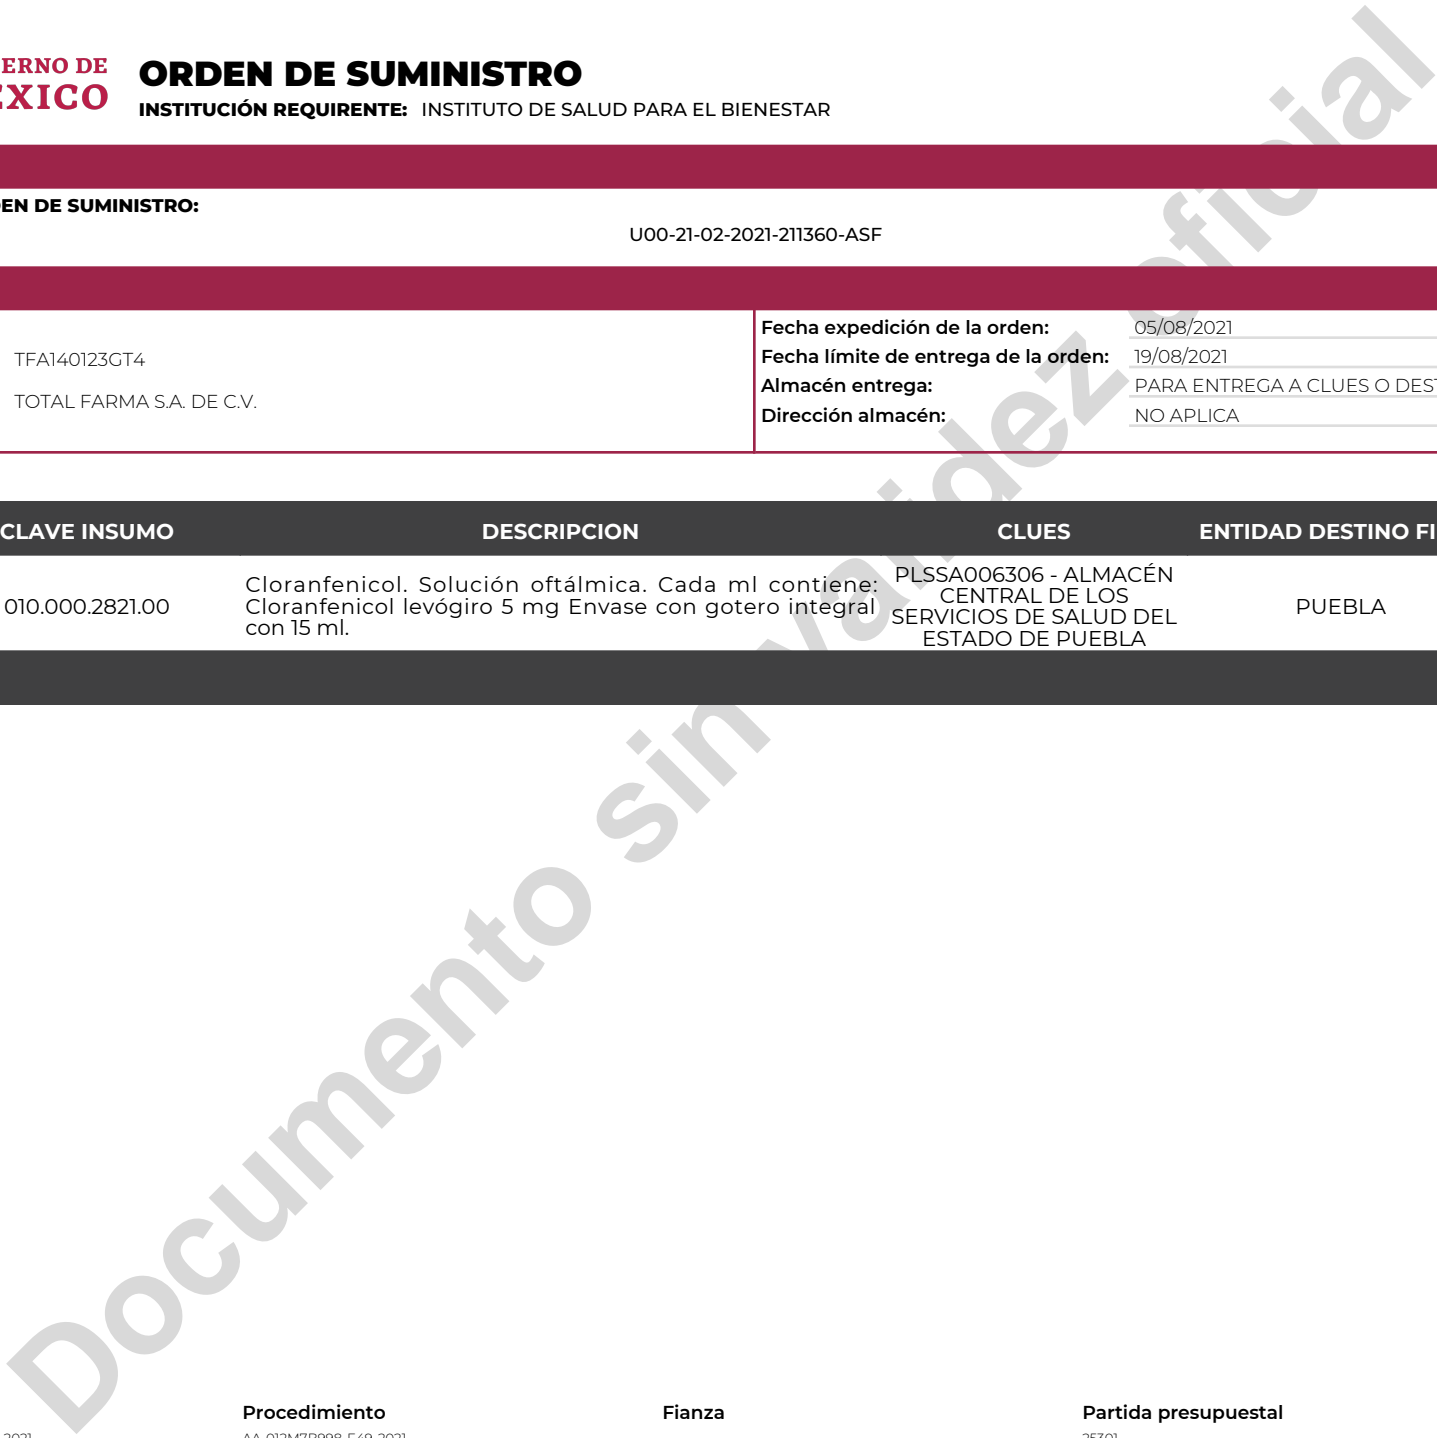 ERNO DE
ORDEN DE SUMINISTRO
INSTITUCIÓN REQUIRENTE: INSTITUTO DE SALUD PARA EL BIENESTAR
EN DE SUMINISTRO:
U00-21-02-2021-211360-ASF
TFA140123GT4
TOTAL FARMA S.A. DE C.V.
Fecha expedición de la orden: 05/08/2021
Fecha límite de entrega de la orden: 19/08/2021
Almacén entrega: PARA ENTREGA A CLUES O DEST
Dirección almacén: NO APLICA
CLAVE INSUMO DESCRIPCION CLUES ENTIDAD DESTINO FI
010.000.2821.00
Cloranfenicol. Solución oftálmica. Cada ml contiene:
Cloranfenicol levógiro 5 mg Envase con gotero integral
con 15 ml.
PLSSA006306 - ALMACÉN
CENTRAL DE LOS
SERVICIOS DE SALUD DEL
ESTADO DE PUEBLA
PUEBLA
Documento sin validez oficial
Procedimiento Fianza Partida presupuestal